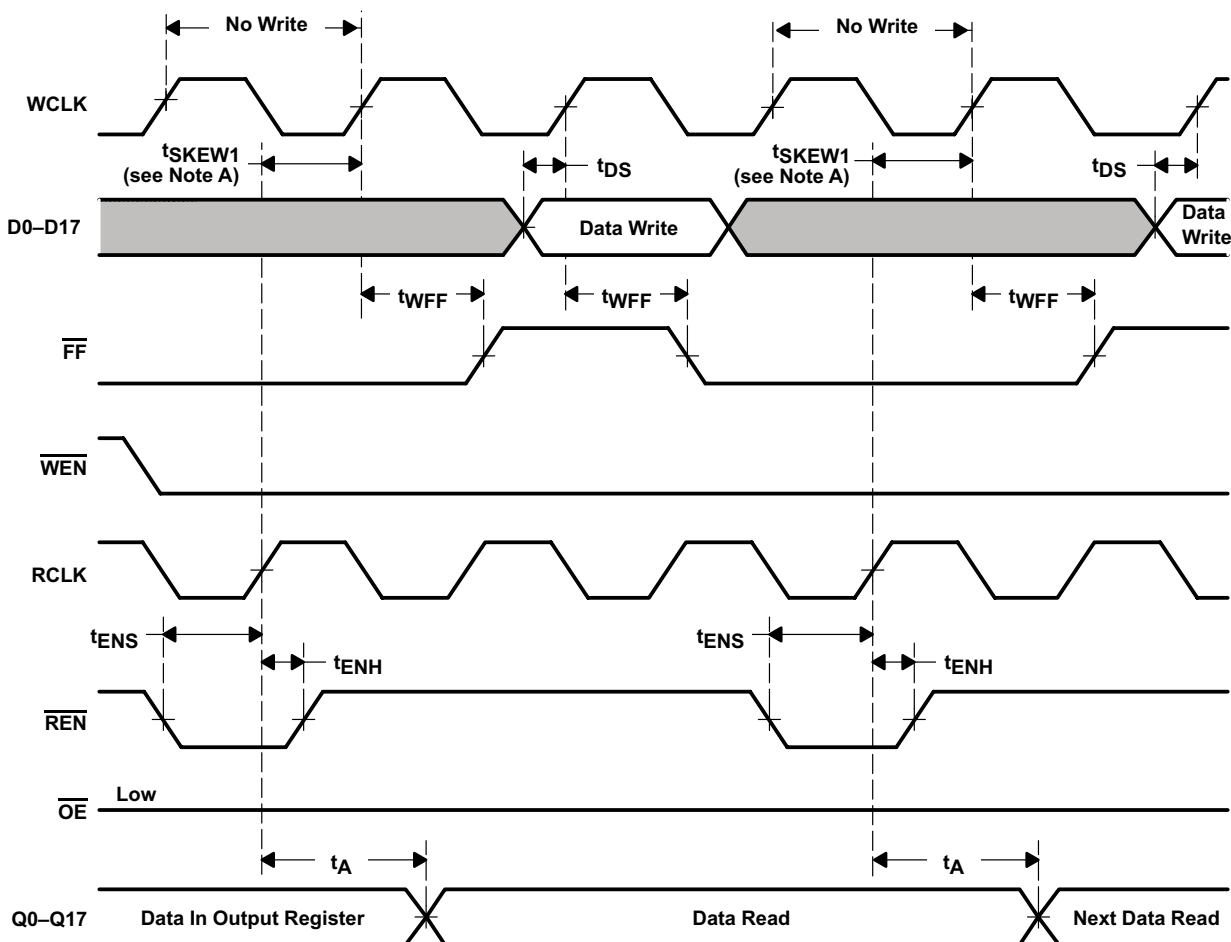 No Write
No Write
WCLK
tSKEW1
(see Note A)
tDS
tSKEW1
(see Note A)
tDS
D0–D17
Data Write
Data
Write
tWFF
tWFF
tWFF
FF
WEN
RCLK
tENS
tENH
tENS
tENH
REN
Low
OE
tA
tA
Q0–Q17
Data In Output Register
Data Read
Next Data Read